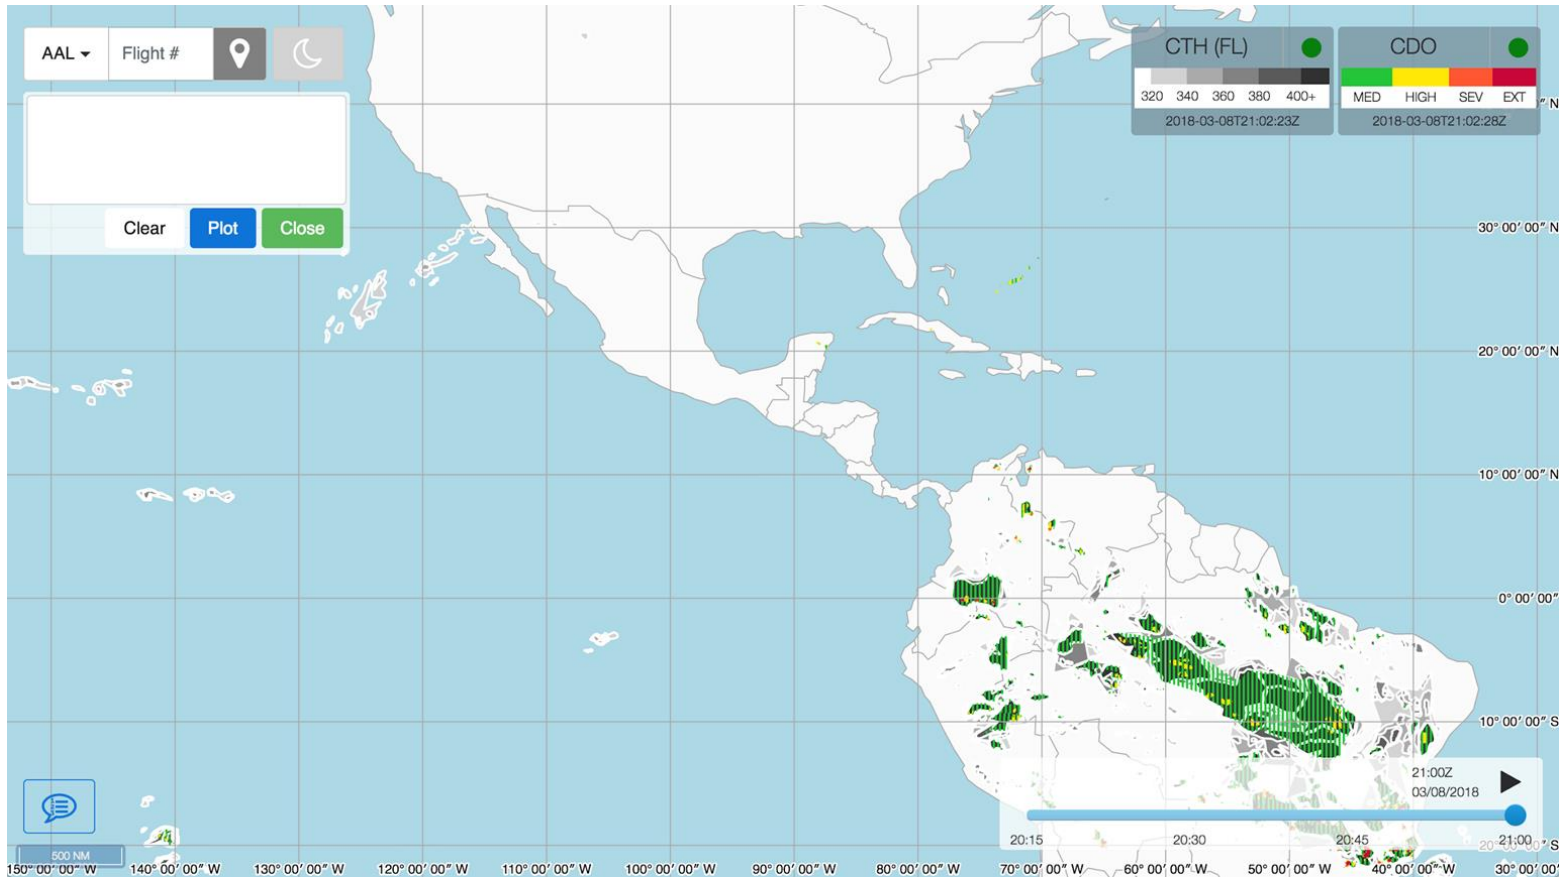 AAL Flight #
Clear Plot Close
CTH (FL)
320 340 360 380 400+
2018-03-08T21:02:23Z
CDO
MED HIGH SEV EXT
2018-03-08T21:02:28Z
30° 00' 00" N
20° 00' 00" N
10° 00' 00" N
0° 00' 00"
10° 00' 00" S
21:00Z
03/08/2018
20:15 20:30 20:45 21:00
500 NM
150° 00' 00" W 140° 00' 00" W 130° 00' 00" W 120° 00' 00" W 110° 00' 00" W 100° 00' 00" W 90° 00' 00" W 80° 00' 00" W 70° 00' 00" W 60° 00' 00" W 50° 00' 00" W 40° 00' 00" W 30° 00' 00"